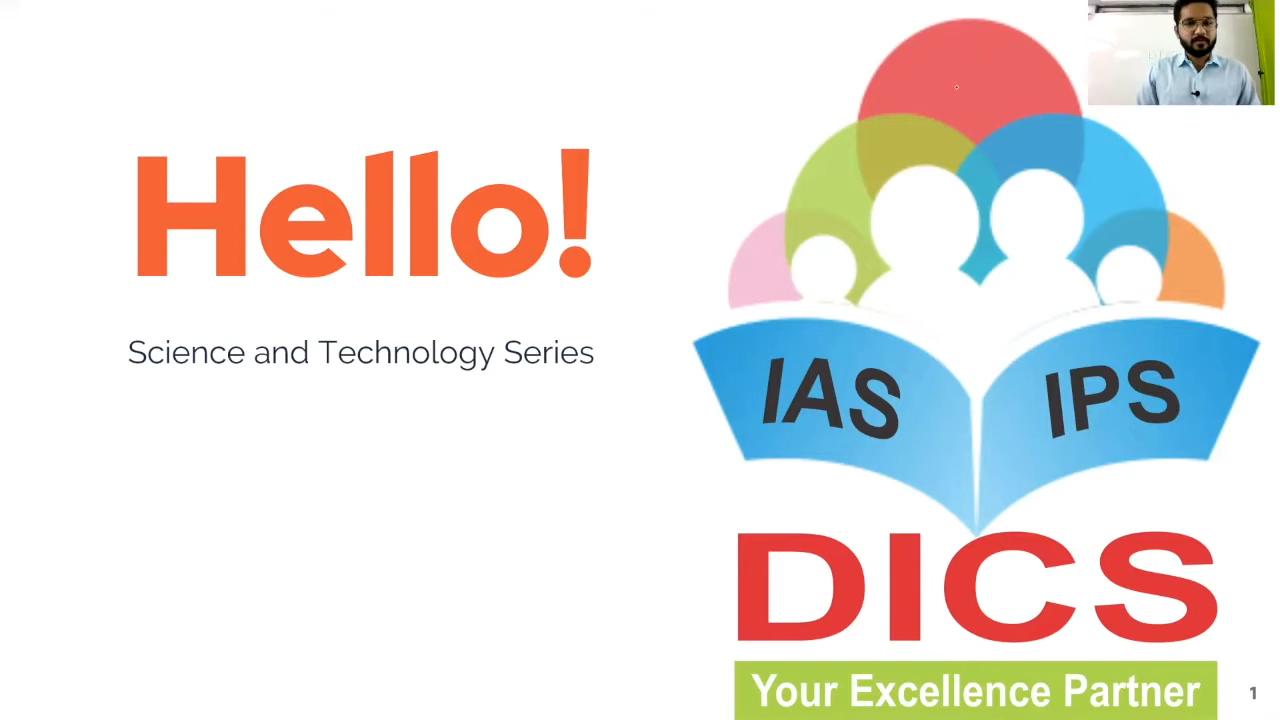 Hello!
Science and Technology Series
IAS IPS
DICS
Your Excellence Partner
1